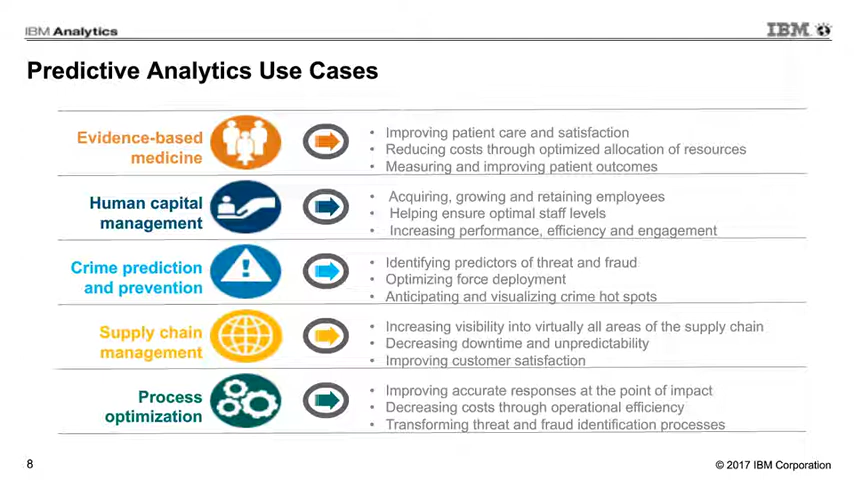 IBM Analytics
IBM
Predictive Analytics Use Cases
Evidence-based
medicine
• Improving patient care and satisfaction
• Reducing costs through optimized allocation of resources
• Measuring and improving patient outcomes
Human capital
management
• Acquiring, growing and retaining employees
• Helping ensure optimal staff levels
• Increasing performance, efficiency and engagement
Crime prediction
and prevention
• Identifying predictors of threat and fraud
• Optimizing force deployment
• Anticipating and visualizing crime hot spots
Supply chain
management
• Increasing visibility into virtually all areas of the supply chain
• Decreasing downtime and unpredictability
• Improving customer satisfaction
Process
optimization
• Improving accurate responses at the point of impact
• Decreasing costs through operational efficiency
• Transforming threat and fraud identification processes
8
© 2017 IBM Corporation